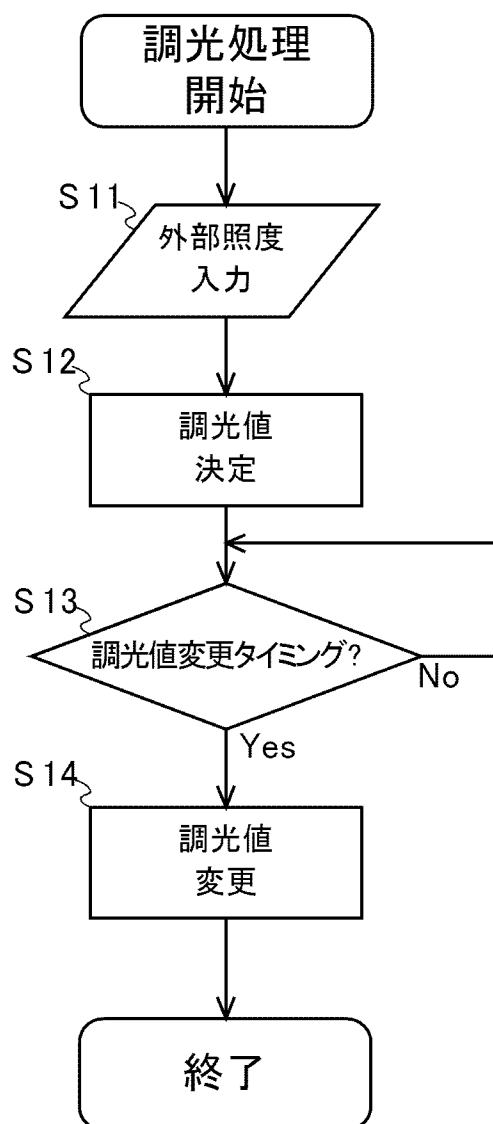 調光処理
開始
S11
外部照度
入力
S12
調光値
決定
S13
調光値変更タイミング?
No
Yes
S14
調光値
変更
終了